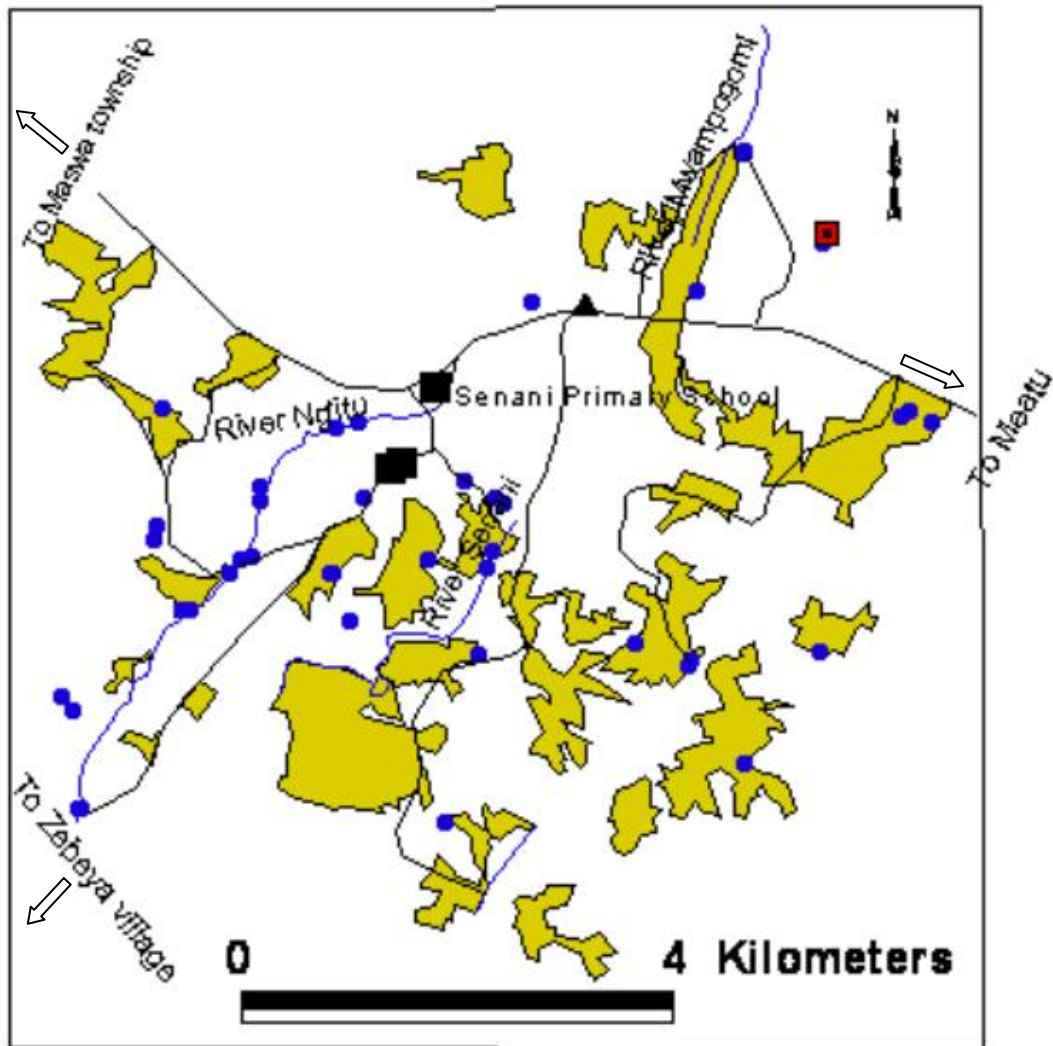 To Maswa township
River Mwampogomi
N
Senani Primary School
River Ngitu
To Meatu
River Senani
To Zebeya village
0 4 Kilometers